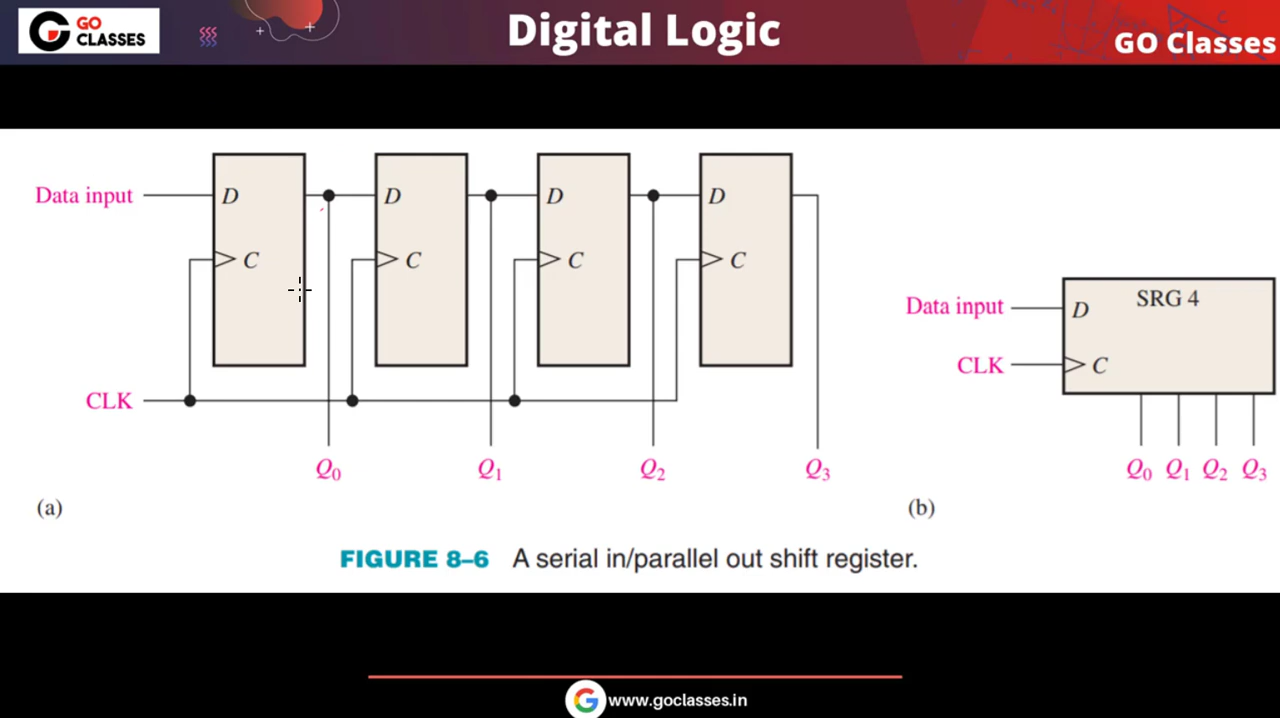 GO
CLASSES
Digital Logic
GO Classes
Data input
D
D
D
D
C
C
C
C
CLK
Q0
Q1
Q2
Q3
(a)
SRG 4
Data input
D
CLK
C
Q0 Q1 Q2 Q3
(b)
FIGURE 8–6 A serial in/parallel out shift register.
www.goclasses.in